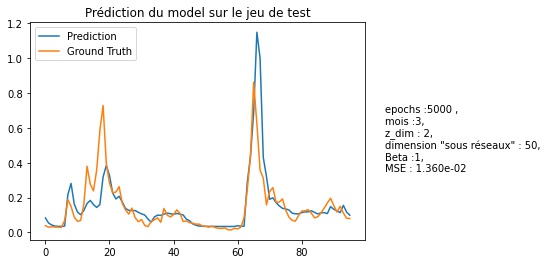 Prédiction du model sur le jeu de test
Prediction
Ground Truth
1.2
1.0
0.8
0.6
0.4
0.2
0.0
0
20
40
60
80
epochs :5000 ,
mois :3,
z_dim : 2,
dimension "sous réseaux" : 50,
Beta :1,
MSE : 1.360e-02